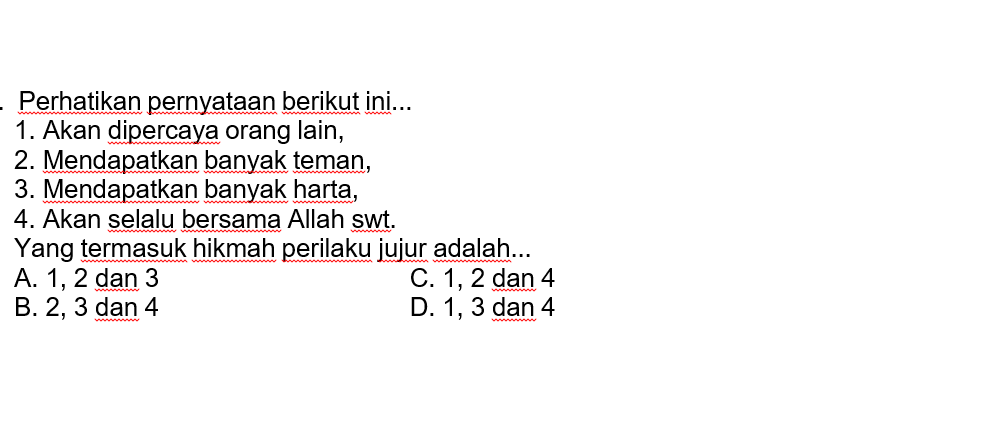 . Perhatikan pernyataan berikut ini...
1. Akan dipercaya orang lain,
2. Mendapatkan banyak teman,
3. Mendapatkan banyak harta,
4. Akan selalu bersama Allah swt.
Yang termasuk hikmah perilaku jujur adalah...
A. 1, 2 dan 3 C. 1, 2 dan 4
B. 2, 3 dan 4 D. 1, 3 dan 4